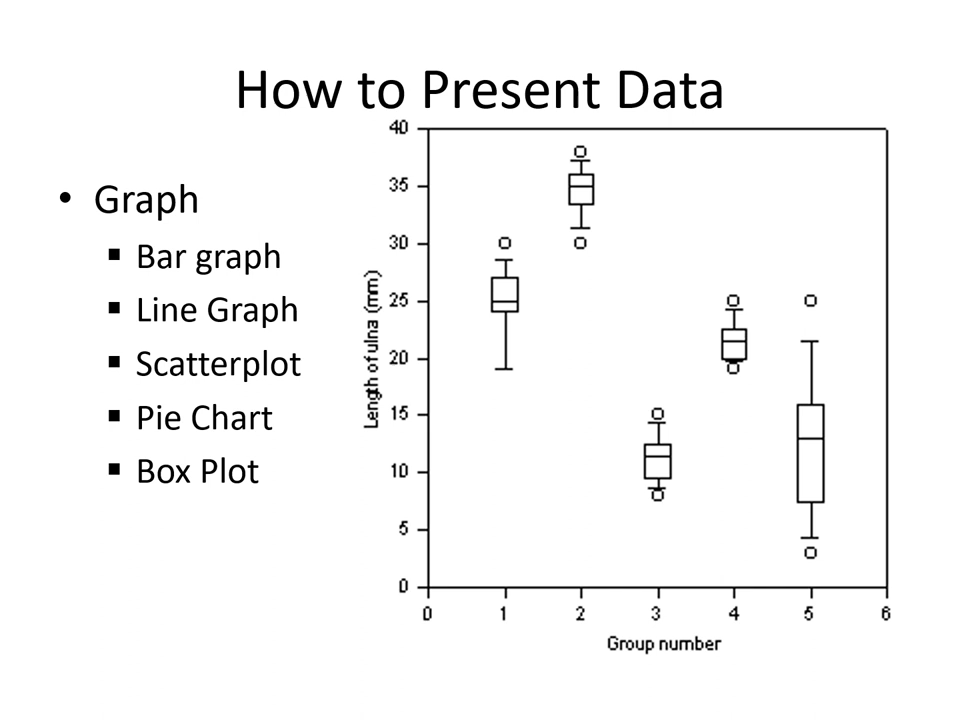 How to Present Data
• Graph
▪ Bar graph
▪ Line Graph
▪ Scatterplot
▪ Pie Chart
▪ Box Plot
Length of ulna (mm)
40
35
30
25
20
15
10
5
0
0 1 2 3 4 5 6
Group number